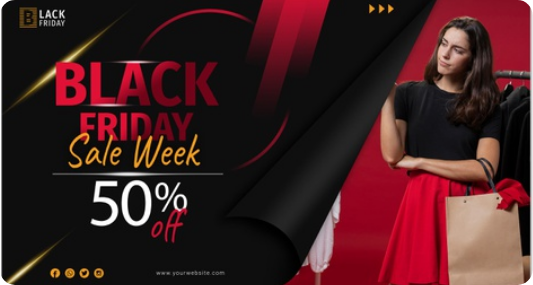 BLACK
FRIDAY
BLACK
FRIDAY
Sale Week
50%
off
www.yourwebsite.com